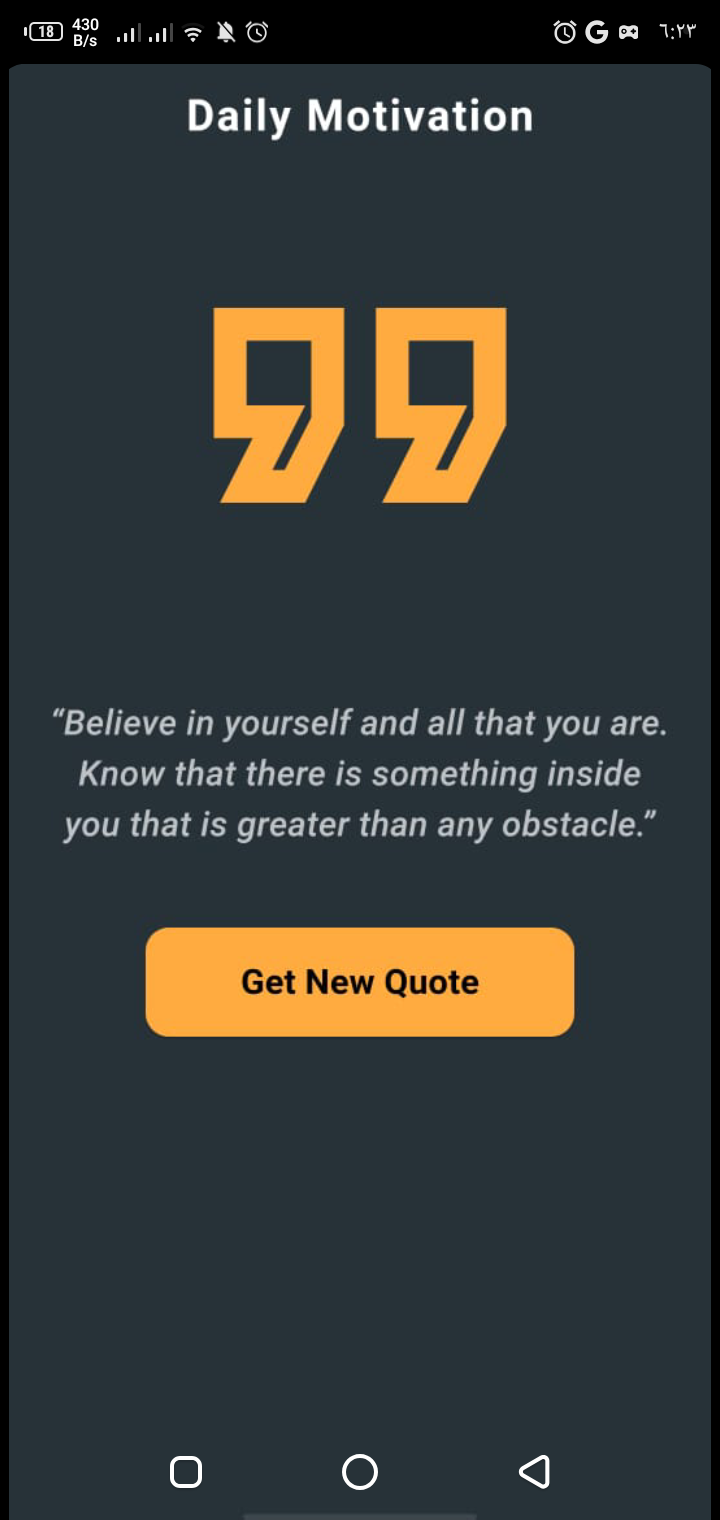 18
430
B/s
G
٦:٢٣
Daily Motivation
“Believe in yourself and all that you are.
Know that there is something inside
you that is greater than any obstacle.”
Get New Quote